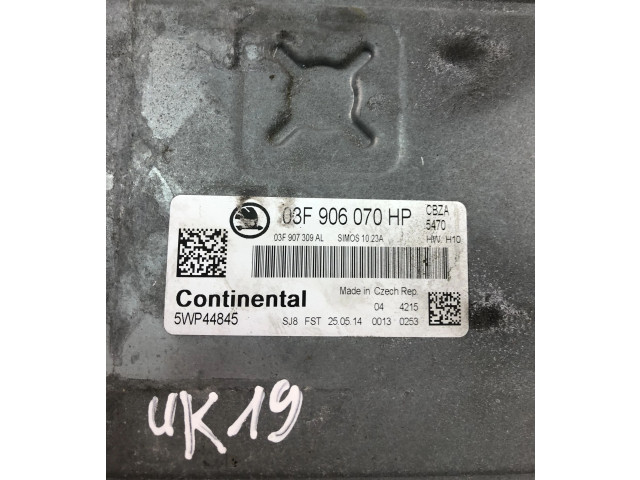 03F 906 070 HP CBZA
5470
03F 907 309 AL SIMOS 10.23A HW. H10
Continental Made in Czech Rep.
04 4215
5WP44845 SJ8 FST 25.05.14 0013 0253
UK19